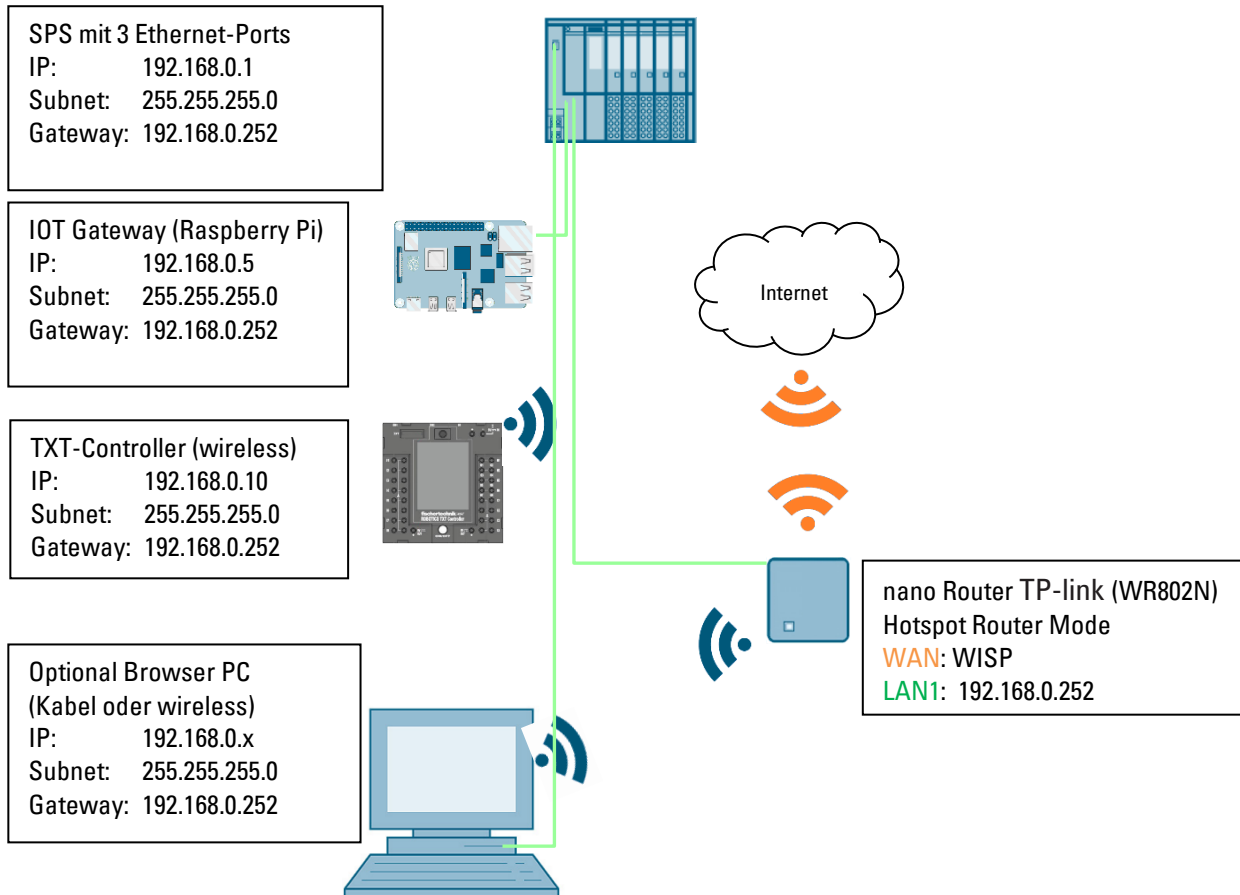 SPS mit 3 Ethernet-Ports
IP: 192.168.0.1
Subnet: 255.255.255.0
Gateway: 192.168.0.252
IOT Gateway (Raspberry Pi)
IP: 192.168.0.5
Subnet: 255.255.255.0
Gateway: 192.168.0.252
Internet
TXT-Controller (wireless)
IP: 192.168.0.10
Subnet: 255.255.255.0
Gateway: 192.168.0.252
fischertechnik
ROBOTICS TXT Controller
nano Router TP-link (WR802N)
Hotspot Router Mode
WAN: WISP
LAN1: 192.168.0.252
Optional Browser PC
(Kabel oder wireless)
IP: 192.168.0.x
Subnet: 255.255.255.0
Gateway: 192.168.0.252